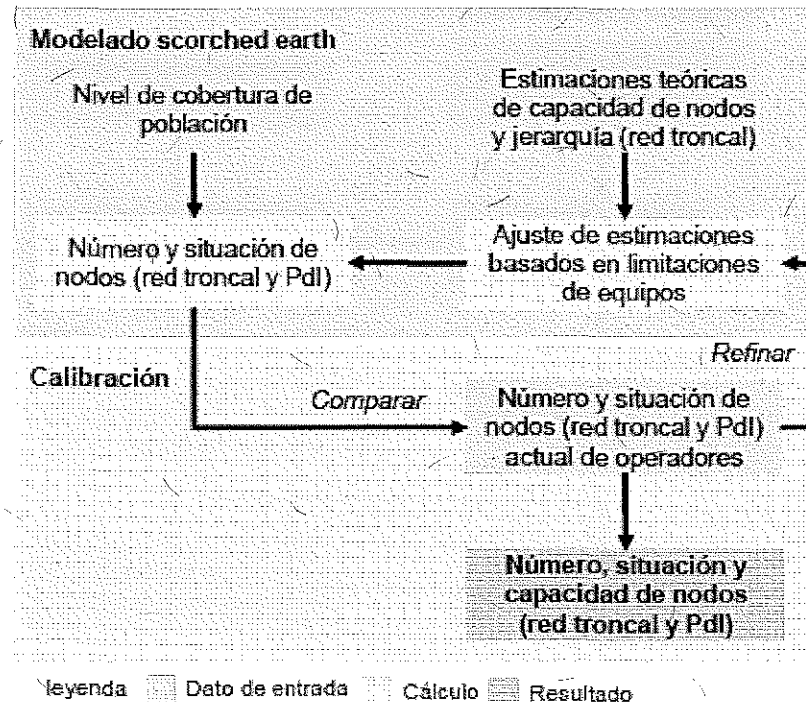 Modelado scorched earth
Nivel de cobertura de
población
Estimaciones teóricas
de capacidad de nodos
y jerarquía (red troncal)
Número y situación de
nodos (red troncal y PdI)
Ajuste de estimaciones
basados en limitaciones
de equipos
Refinar
Calibración
Comparar
Número y situación de
nodos (red troncal y PdI)
actual de operadores
Número, situación y
capacidad de nodos
(red troncal y PdI)
leyenda Dato de entrada Cálculo Resultado